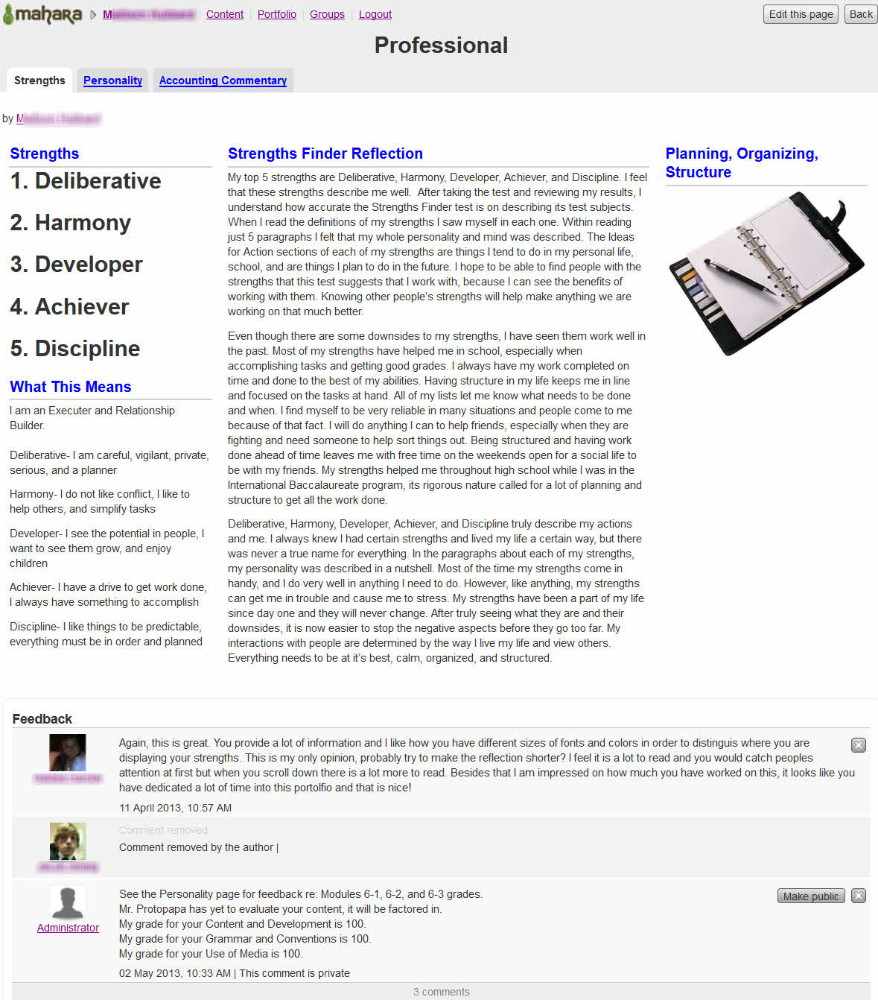 mahara
Content
Portfolio
Groups
Logout
Edit this page
Back
Professional
Strengths
Personality
Accounting Commentary
by
Strengths
1. Deliberative
2. Harmony
3. Developer
4. Achiever
5. Discipline
What This Means
I am an Executer and Relationship
Builder.
Deliberative- I am careful, vigilant, private,
serious, and a planner
Harmony- I do not like conflict, I like to
help others, and simplify tasks
Developer- I see the potential in people, I
want to see them grow, and enjoy
children
Achiever- I have a drive to get work done,
I always have something to accomplish
Discipline- I like things to be predictable,
everything must be in order and planned
Strengths Finder Reflection
My top 5 strengths are Deliberative, Harmony, Developer, Achiever, and Discipline. I feel
that these strengths describe me well.  After taking the test and reviewing my results, I
understand how accurate the Strengths Finder test is on describing its test subjects.
When I read the definitions of my strengths I saw myself in each one. Within reading
just 5 paragraphs I felt that my whole personality and mind was described. The Ideas
for Action sections of each of my strengths are things I tend to do in my personal life,
school, and are things I plan to do in the future. I hope to be able to find people with the
strengths that this test suggests that I work with, because I can see the benefits of
working with them. Knowing other people's strengths will help make anything we are
working on that much better.
Even though there are some downsides to my strengths, I have seen them work well in
the past. Most of my strengths have helped me in school, especially when
accomplishing tasks and getting good grades. I always have my work completed on
time and done to the best of my abilities. Having structure in my life keeps me in line
and focused on the tasks at hand. All of my lists let me know what needs to be done
and when. I find myself to be very reliable in many situations and people come to me
because of that fact. I will do anything I can to help friends, especially when they are
fighting and need someone to help sort things out. Being structured and having work
done ahead of time leaves me with free time on the weekends open for a social life to
be with my friends. My strengths helped me throughout high school while I was in the
International Baccalaureate program, its rigorous nature called for a lot of planning and
structure to get all the work done.
Deliberative, Harmony, Developer, Achiever, and Discipline truly describe my actions
and me. I always knew I had certain strengths and lived my life a certain way, but there
was never a true name for everything. In the paragraphs about each of my strengths,
my personality was described in a nutshell. Most of the time my strengths come in
handy, and I do very well in anything I need to do. However, like anything, my strengths
can get me in trouble and cause me to stress. My strengths have been a part of my life
since day one and they will never change. After truly seeing what they are and their
downsides, it is now easier to stop the negative aspects before they go too far. My
interactions with people are determined by the way I live my life and view others.
Everything needs to be at it's best, calm, organized, and structured.
Planning, Organizing,
Structure
Feedback
Again, this is great. You provide a lot of information and I like how you have different sizes of fonts and colors in order to distinguis where you are
displaying your strengths. This is my only opinion, probably try to make the reflection shorter? I feel it is a lot to read and you would catch peoples
attention at first but when you scroll down there is a lot more to read. Besides that I am impressed on how much you have worked on this, it looks like you
have dedicated a lot of time into this portolfio and that is nice!
11 April 2013, 10:57 AM
Comment removed
Comment removed by the author |
See the Personality page for feedback re: Modules 6-1, 6-2, and 6-3 grades.
Make public
Mr. Protopapa has yet to evaluate your content, it will be factored in.
My grade for your Content and Development is 100.
Administrator
My grade for your Grammar and Conventions is 100.
My grade for your Use of Media is 100.
02 May 2013, 10:33 AM | This comment is private
3 comments